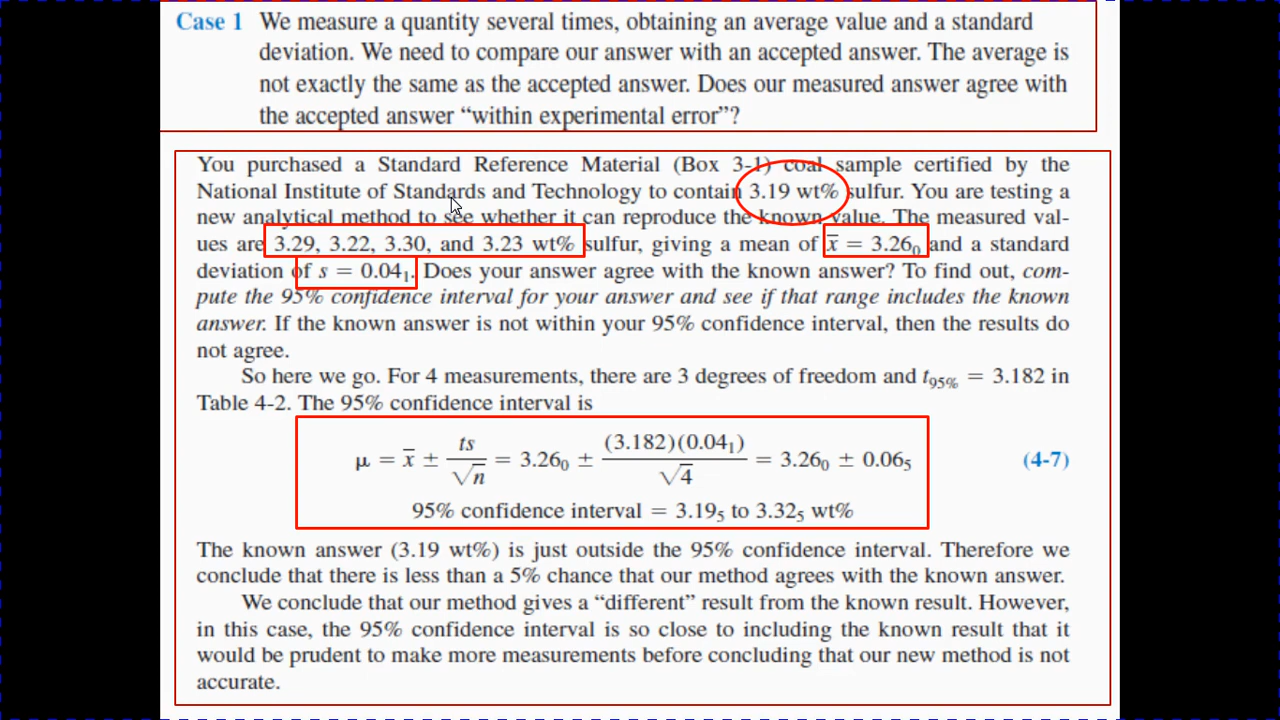 Case 1 We measure a quantity several times, obtaining an average value and a standard
deviation. We need to compare our answer with an accepted answer. The average is
not exactly the same as the accepted answer. Does our measured answer agree with
the accepted answer “within experimental error”?
You purchased a Standard Reference Material (Box 3-1) coal sample certified by the
National Institute of Standards and Technology to contain 3.19 wt% sulfur. You are testing a
new analytical method to see whether it can reproduce the known value. The measured val-
ues are 3.29, 3.22, 3.30, and 3.23 wt% sulfur, giving a mean of x̄ = 3.26₀ and a standard
deviation of s = 0.04₁. Does your answer agree with the known answer? To find out, com-
pute the 95% confidence interval for your answer and see if that range includes the known
answer. If the known answer is not within your 95% confidence interval, then the results do
not agree.
So here we go. For 4 measurements, there are 3 degrees of freedom and t95% = 3.182 in
Table 4-2. The 95% confidence interval is
μ = x̄ ± ts/√n = 3.26₀ ± (3.182)(0.04₁)/√4 = 3.26₀ ± 0.06₅ (4-7)
95% confidence interval = 3.19₅ to 3.32₅ wt%
The known answer (3.19 wt%) is just outside the 95% confidence interval. Therefore we
conclude that there is less than a 5% chance that our method agrees with the known answer.
We conclude that our method gives a “different” result from the known result. However,
in this case, the 95% confidence interval is so close to including the known result that it
would be prudent to make more measurements before concluding that our new method is not
accurate.